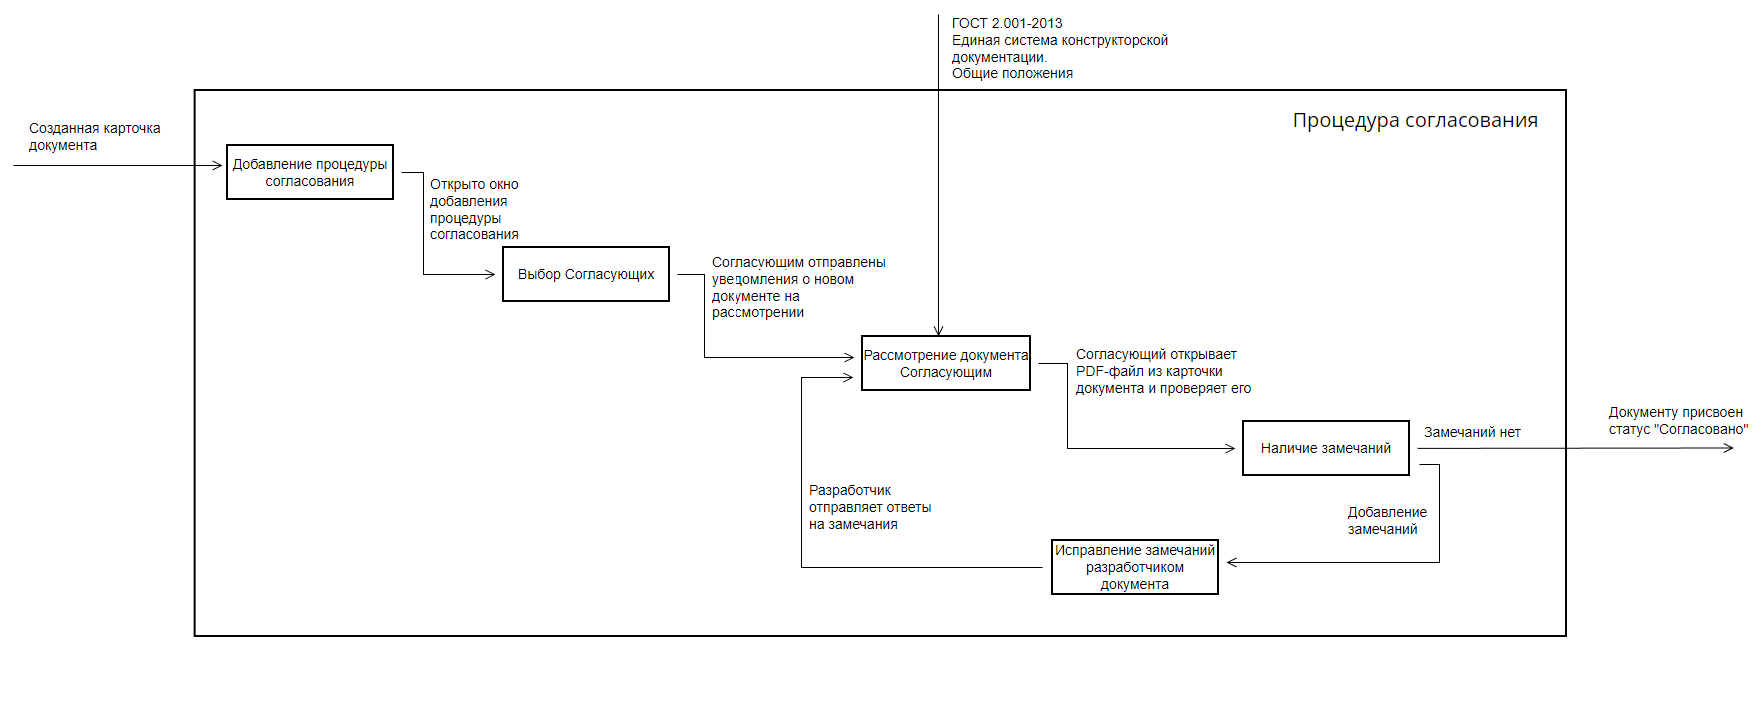 ГОСТ 2.001-2013
Единая система конструкторской
документации.
Общие положения
Процедура согласования
Созданная карточка
документа
Добавление процедуры
согласования
Открыто окно
добавления
процедуры
согласования
Выбор Согласующих
Согласующим отправлены
уведомления о новом
документе на
рассмотрении
Рассмотрение документа
Согласующим
Согласующий открывает
PDF-файл из карточки
документа и проверяет его
Наличие замечаний
Замечаний нет
Документу присвоен
статус "Согласовано"
Добавление
замечаний
Исправление замечаний
разработчиком
документа
Разработчик
отправляет ответы
на замечания